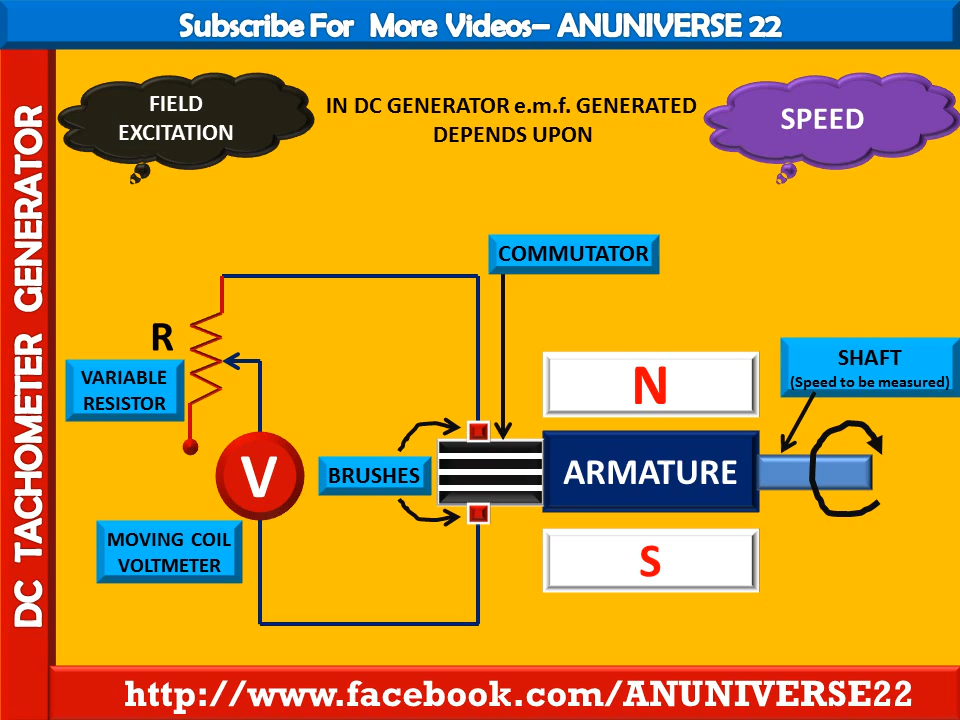 Subscribe For More Videos– ANUNIVERSE 22
DC TACHOMETER GENERATOR
FIELD
EXCITATION
IN DC GENERATOR e.m.f. GENERATED
DEPENDS UPON
SPEED
COMMUTATOR
R
VARIABLE
RESISTOR
N
SHAFT
(Speed to be measured)
V
BRUSHES
ARMATURE
MOVING COIL
VOLTMETER
S
http://www.facebook.com/ANUNIVERSE22